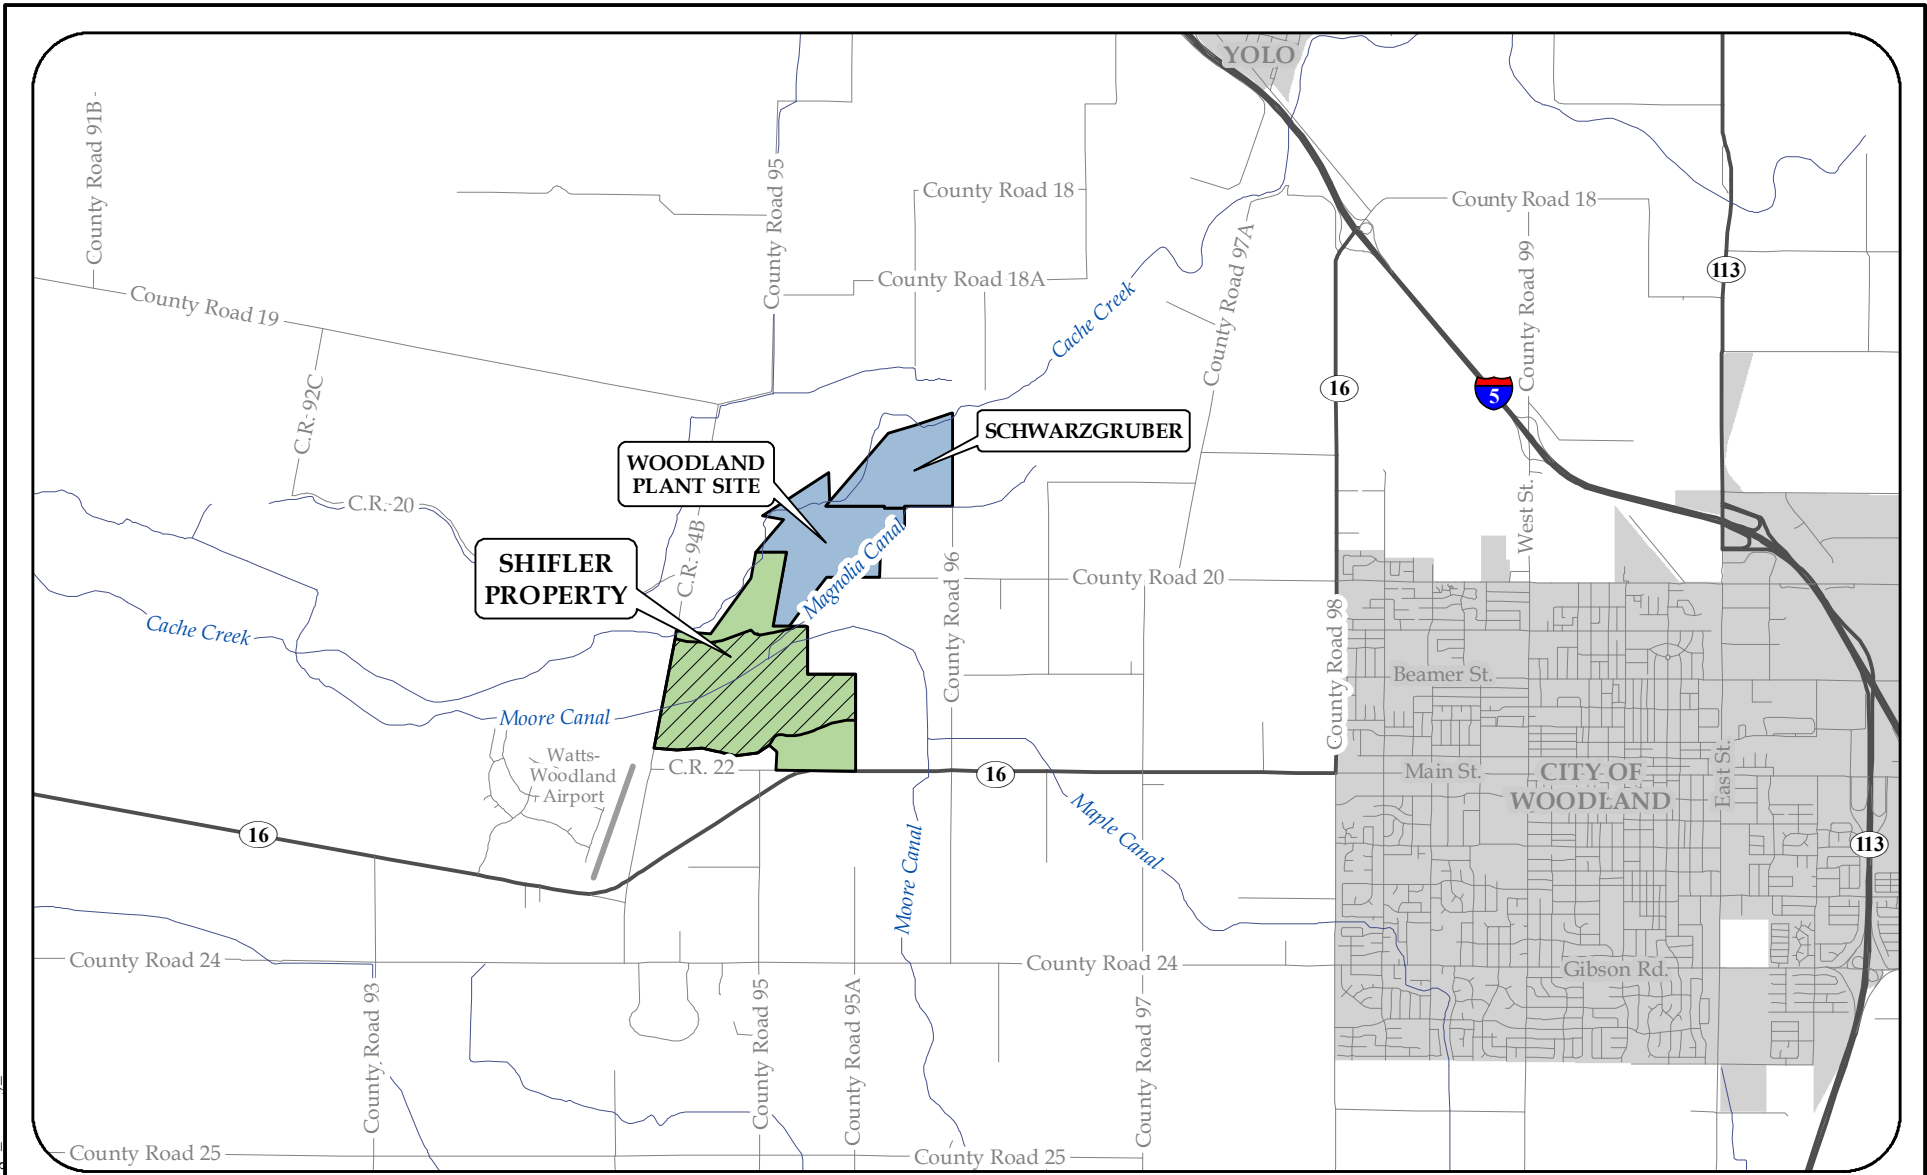 YOLO
County Road 91B
County Road 95
County Road 18
County Road 18
County Road 97A
County Road 99
113
County Road 18A
County Road 19
Cache Creek
C.R. 92C
16
5
SCHWARZGRUBER
WOODLAND
PLANT SITE
C.R. 20
West St.
C.R. 94B
Magnolia Canal
SHIFLER
PROPERTY
County Road 96
County Road 20
Cache Creek
County Road 98
Beamer St.
Moore Canal
Watts-
Woodland
Airport
C.R. 22
16
Main St.
CITY OF
WOODLAND
East St.
Maple Canal
16
113
Moore Canal
County Road 24
County Road 24
Gibson Rd.
County Road 93
County Road 95
County Road 95A
County Road 97
County Road 25
County Road 25